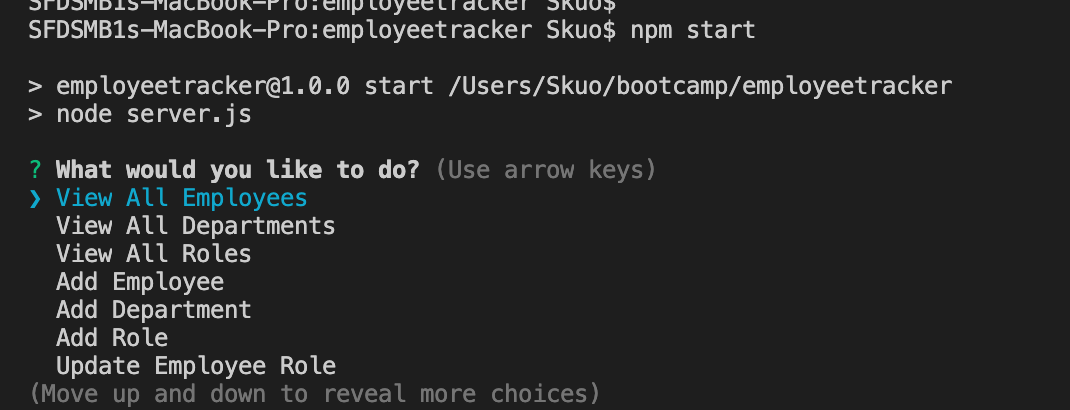 SFDSMB1s-MacBook-Pro:employeetracker Skuo$
SFDSMB1s-MacBook-Pro:employeetracker Skuo$ npm start
> employeetracker@1.0.0 start /Users/Skuo/bootcamp/employeetracker
> node server.js
? What would you like to do? (Use arrow keys)
❯ View All Employees
View All Departments
View All Roles
Add Employee
Add Department
Add Role
Update Employee Role
(Move up and down to reveal more choices)